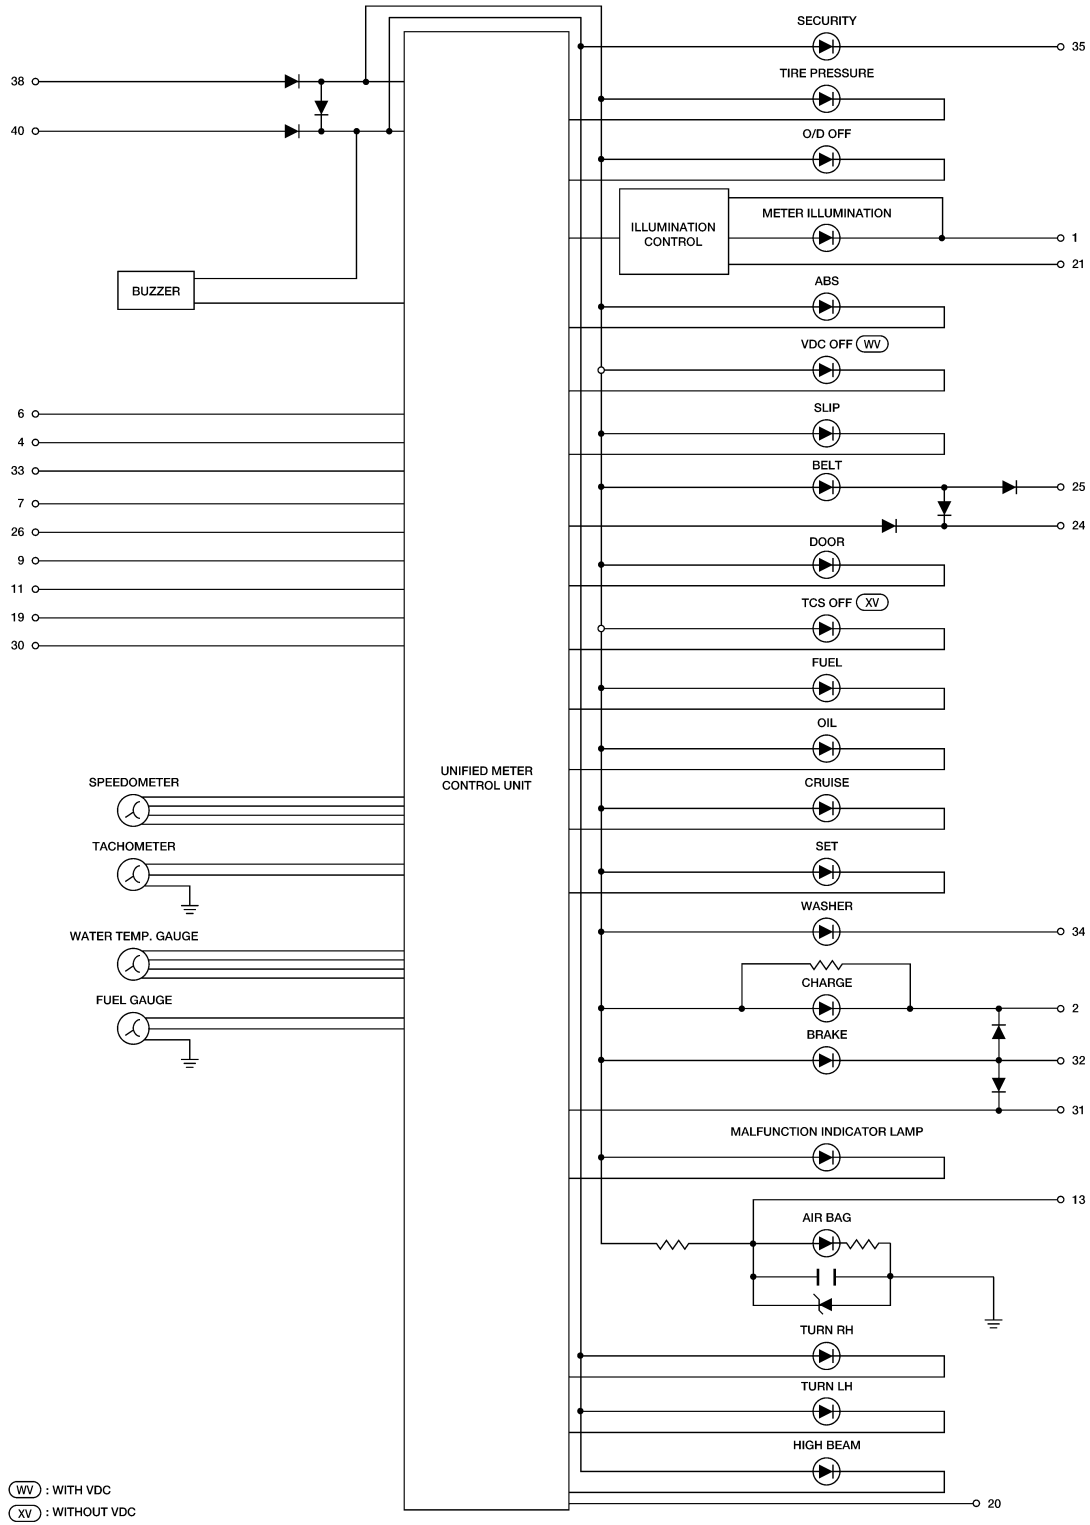 SECURITY
35
TIRE PRESSURE
38
40
O/D OFF
METER ILLUMINATION
ILLUMINATION
CONTROL
1
21
BUZZER
ABS
VDC OFF WV
6
SLIP
4
BELT
33
25
7
24
26
DOOR
9
11
TCS OFF XV
19
30
FUEL
OIL
UNIFIED METER
CONTROL UNIT
SPEEDOMETER
CRUISE
TACHOMETER
SET
WASHER
34
WATER TEMP. GAUGE
CHARGE
FUEL GAUGE
2
BRAKE
32
31
MALFUNCTION INDICATOR LAMP
13
AIR BAG
TURN RH
TURN LH
HIGH BEAM
WV : WITH VDC
20
XV : WITHOUT VDC